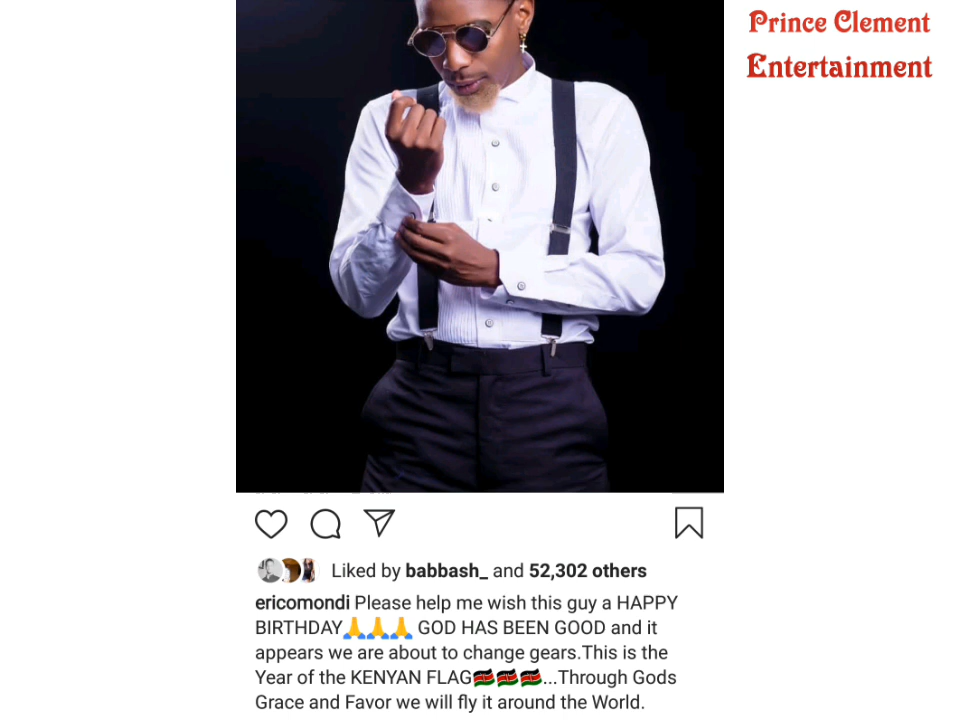 Prince Clement
Entertainment
Liked by babbash_ and 52,302 others
ericomondi Please help me wish this guy a HAPPY
BIRTHDAY🙏🙏🙏 GOD HAS BEEN GOOD and it
appears we are about to change gears.This is the
Year of the KENYAN FLAG🇰🇪🇰🇪🇰🇪...Through Gods
Grace and Favor we will fly it around the World.